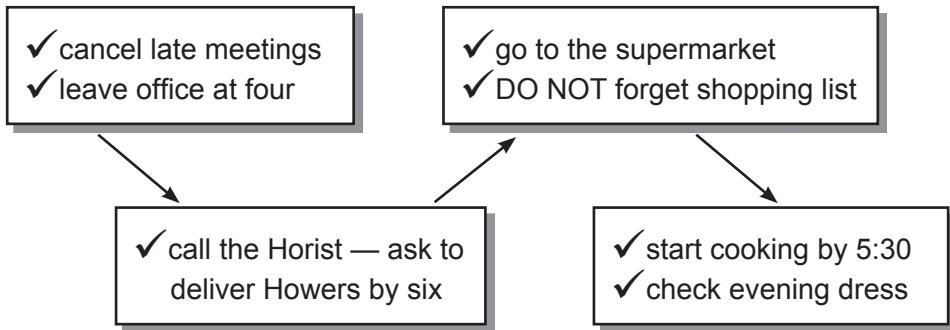 ✓ cancel late meetings
✓ leave office at four
✓ call the Horist — ask to
deliver Howers by six
✓ go to the supermarket
✓ DO NOT forget shopping list
✓ start cooking by 5:30
✓ check evening dress